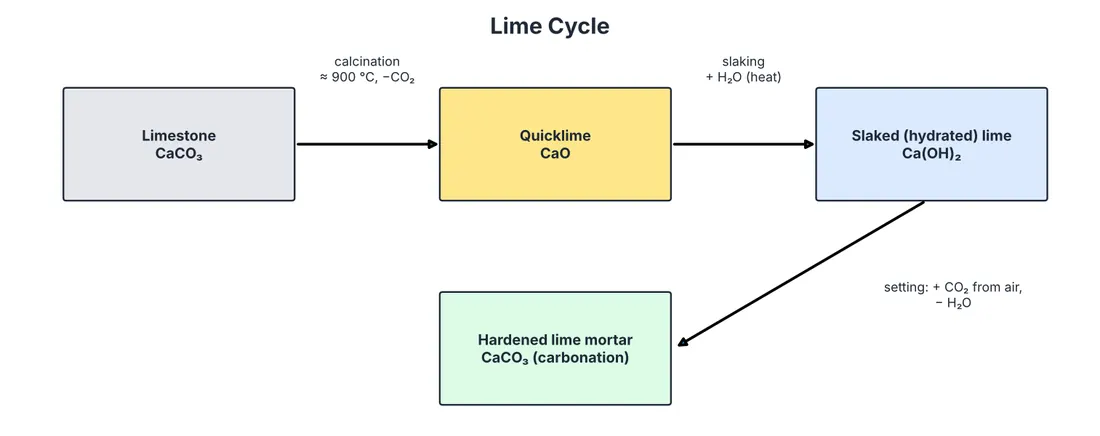 Lime Cycle
calcination
≈ 900 °C, −CO₂
slaking
+ H₂O (heat)
Limestone
CaCO₃
Quicklime
CaO
Slaked (hydrated) lime
Ca(OH)₂
setting: + CO₂ from air,
− H₂O
Hardened lime mortar
CaCO₃ (carbonation)